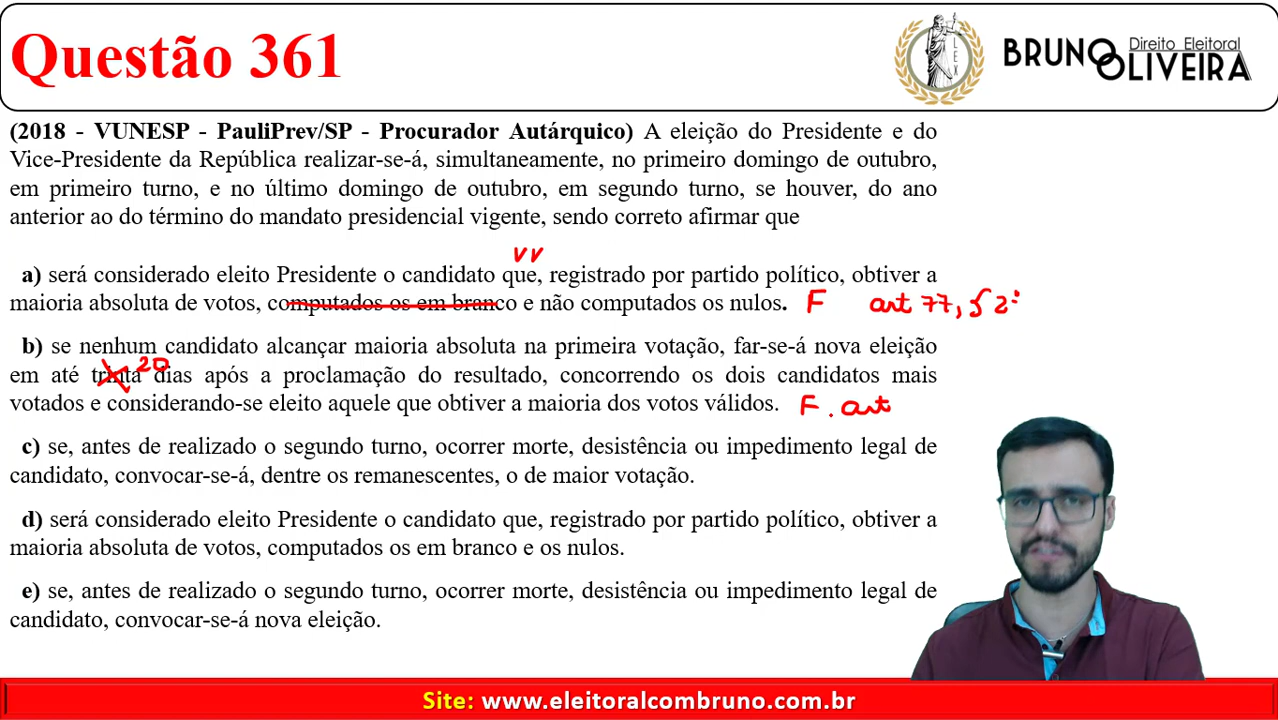 Questão 361
LEX
BRUNO Direito Eleitoral
OLIVEIRA
(2018 - VUNESP - PauliPrev/SP - Procurador Autárquico) A eleição do Presidente e do
Vice-Presidente da República realizar-se-á, simultaneamente, no primeiro domingo de outubro,
em primeiro turno, e no último domingo de outubro, em segundo turno, se houver, do ano
anterior ao do término do mandato presidencial vigente, sendo correto afirmar que
VV
a) será considerado eleito Presidente o candidato que, registrado por partido político, obtiver a
maioria absoluta de votos, computados os em branco e não computados os nulos. F art 77, § 2º
b) se nenhum candidato alcançar maioria absoluta na primeira votação, far-se-á nova eleição
20
em até trinta dias após a proclamação do resultado, concorrendo os dois candidatos mais
votados e considerando-se eleito aquele que obtiver a maioria dos votos válidos. F. art
c) se, antes de realizado o segundo turno, ocorrer morte, desistência ou impedimento legal de
candidato, convocar-se-á, dentre os remanescentes, o de maior votação.
d) será considerado eleito Presidente o candidato que, registrado por partido político, obtiver a
maioria absoluta de votos, computados os em branco e os nulos.
e) se, antes de realizado o segundo turno, ocorrer morte, desistência ou impedimento legal de
candidato, convocar-se-á nova eleição.
Site: www.eleitoralcombruno.com.br